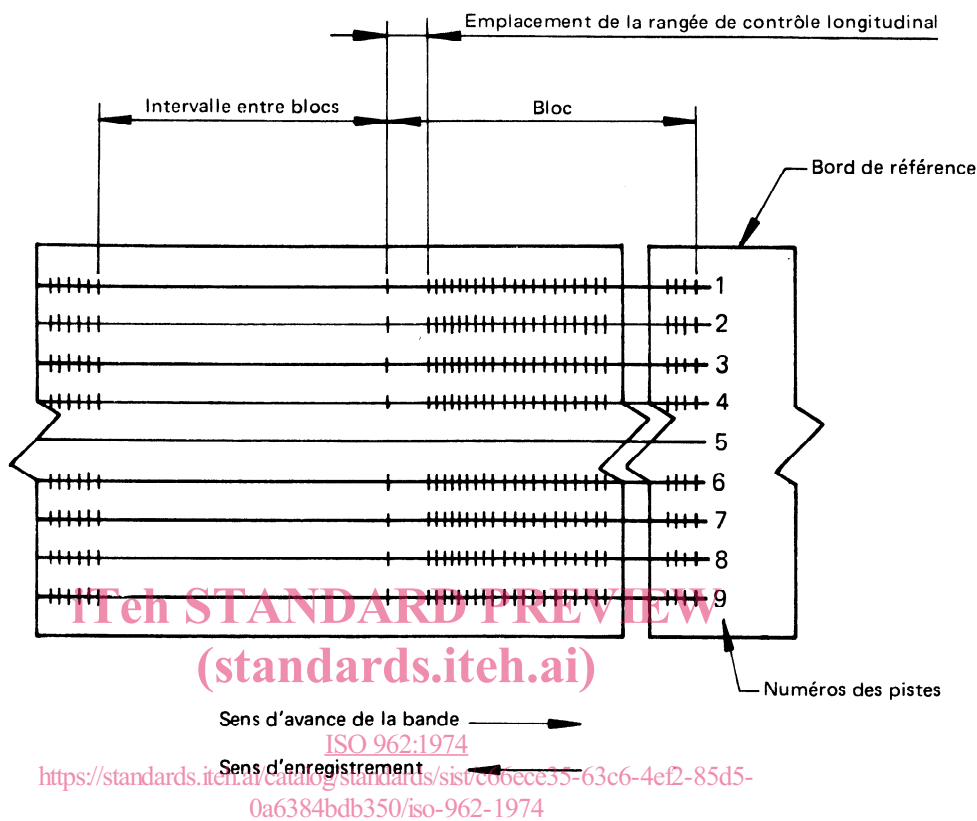 Emplacement de la rangée de contrôle longitudinal
Intervalle entre blocs
Bloc
Bord de référence
1
2
3
4
5
6
7
8
9
iTeh STANDARD PREVIEW
(standards.iteh.ai)
Numéros des pistes
Sens d'avance de la bande
ISO 962:1974
Sens d'enregistrement
https://standards.iteh.ai/catalog/standards/sist/c66ece35-63c6-4ef2-85d5-
0a6384bdb350/iso-962-1974